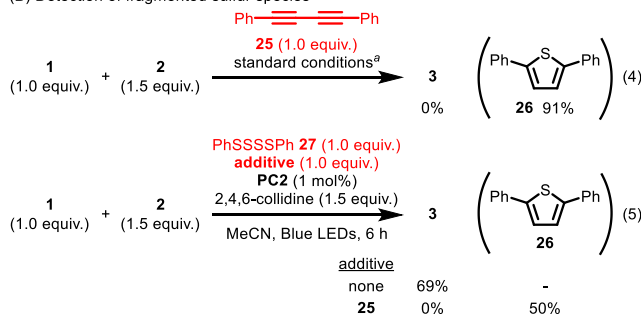 (D) Detection of fragmented sulfur species
Ph Ph
25 (1.0 equiv.)
standard conditionsa
1 + 2 3 Ph S Ph (4)
(1.0 equiv.) (1.5 equiv.)
0% 26 91%
PhSSSSPh 27 (1.0 equiv.)
additive (1.0 equiv.)
PC2 (1 mol%)
2,4,6-collidine (1.5 equiv.)
1 + 2 3 Ph S Ph (5)
(1.0 equiv.) (1.5 equiv.)
MeCN, Blue LEDs, 6 h 26
additive
none 69% -
25 0% 50%